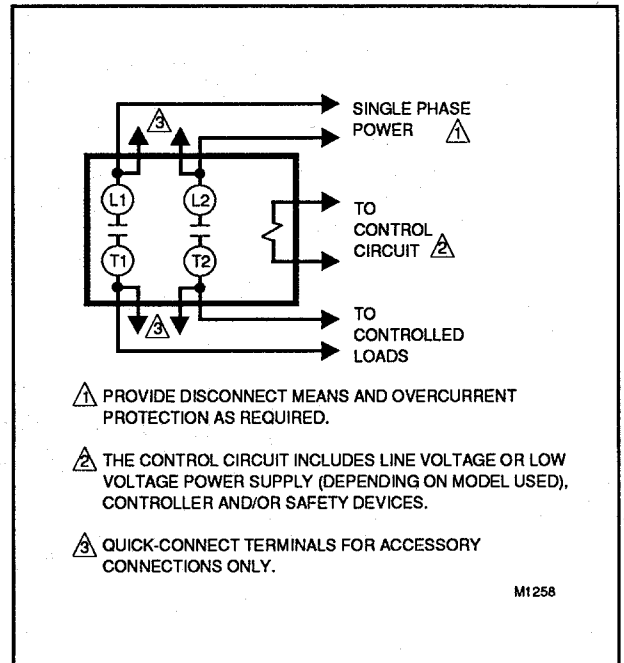 SINGLE PHASE
POWER 1
3
L1 L2
TO
CONTROL
CIRCUIT 2
T1 T2
3
TO
CONTROLLED
LOADS
1 PROVIDE DISCONNECT MEANS AND OVERCURRENT
PROTECTION AS REQUIRED.
2 THE CONTROL CIRCUIT INCLUDES LINE VOLTAGE OR LOW
VOLTAGE POWER SUPPLY (DEPENDING ON MODEL USED),
CONTROLLER AND/OR SAFETY DEVICES.
3 QUICK-CONNECT TERMINALS FOR ACCESSORY
CONNECTIONS ONLY.
M1258